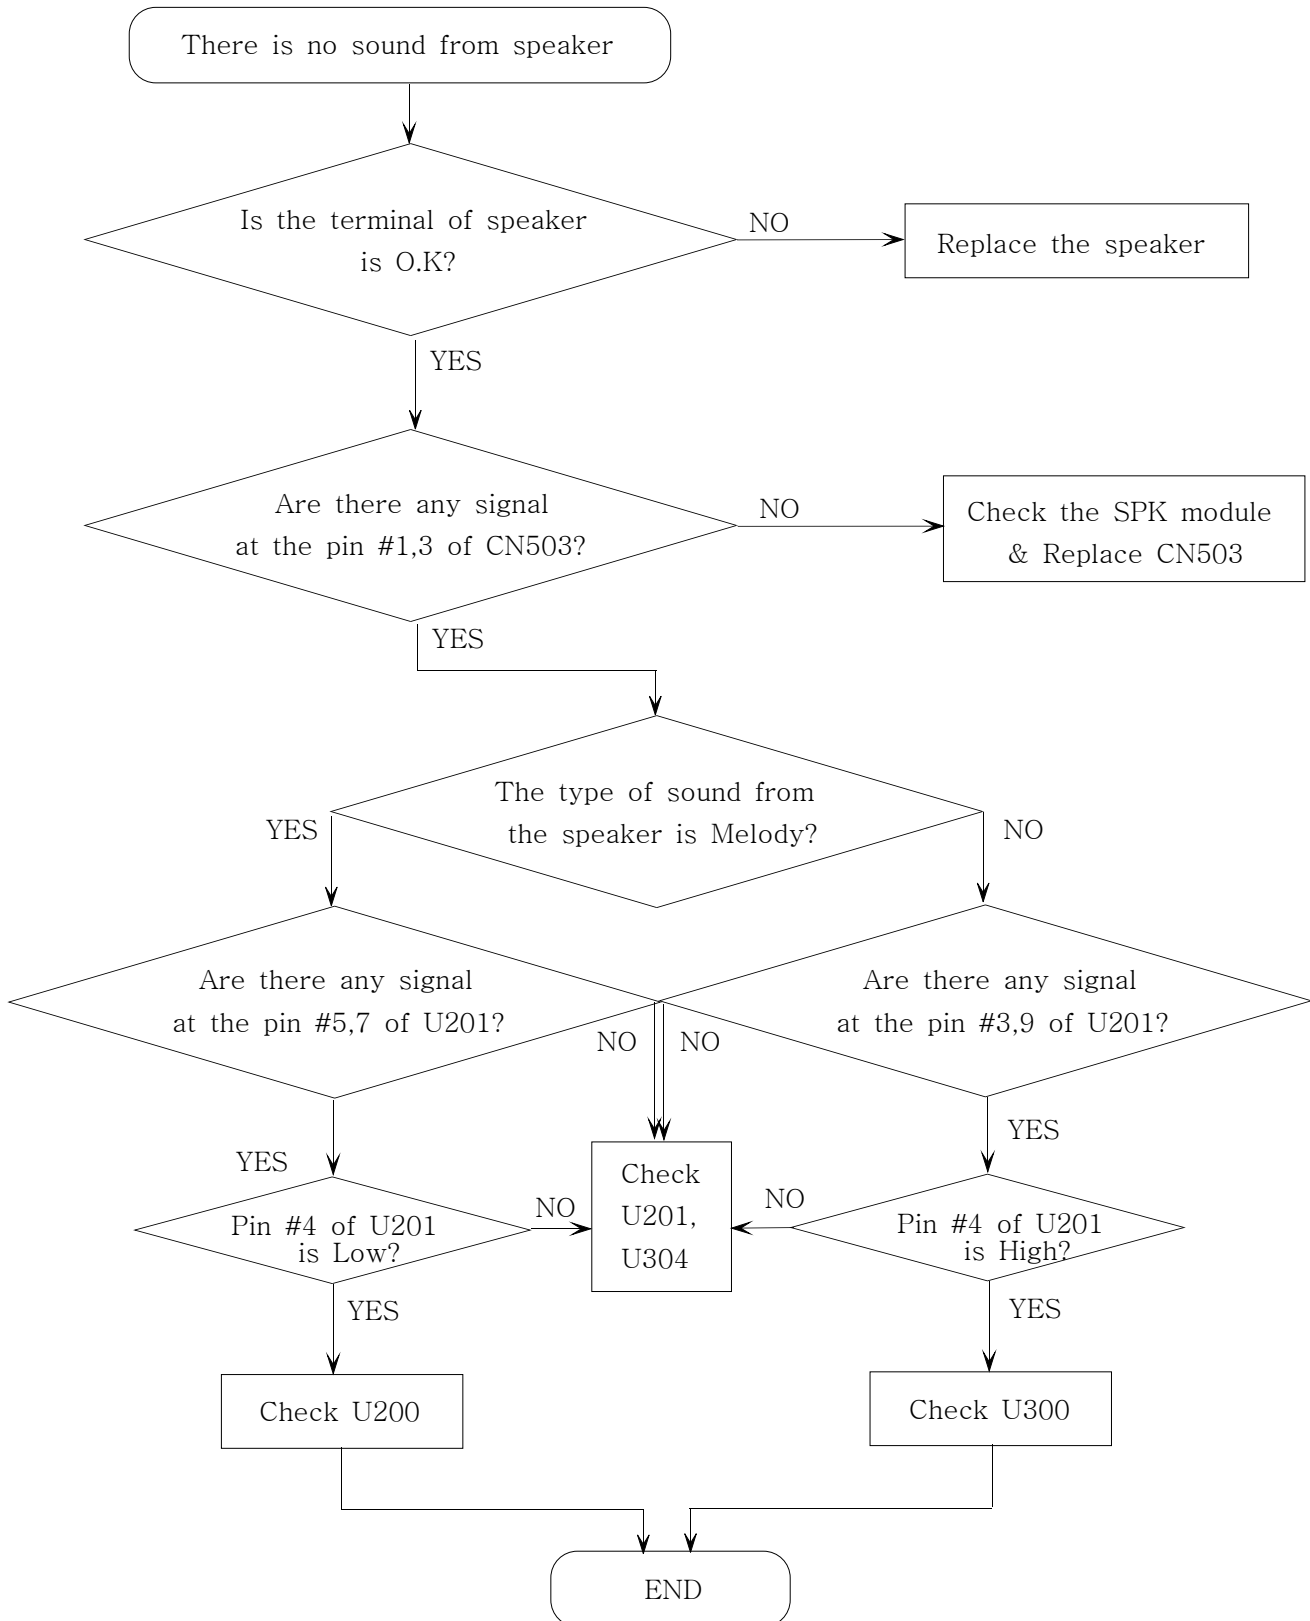 There is no sound from speaker
Is the terminal of speaker
is O.K?
NO
Replace the speaker
YES
Are there any signal
at the pin #1,3 of CN503?
NO
Check the SPK module
& Replace CN503
YES
The type of sound from
the speaker is Melody?
YES
NO
Are there any signal
at the pin #5,7 of U201?
Are there any signal
at the pin #3,9 of U201?
NO
NO
YES
YES
Check
U201,
U304
Pin #4 of U201
is Low?
NO
NO
Pin #4 of U201
is High?
YES
YES
Check U200
Check U300
END